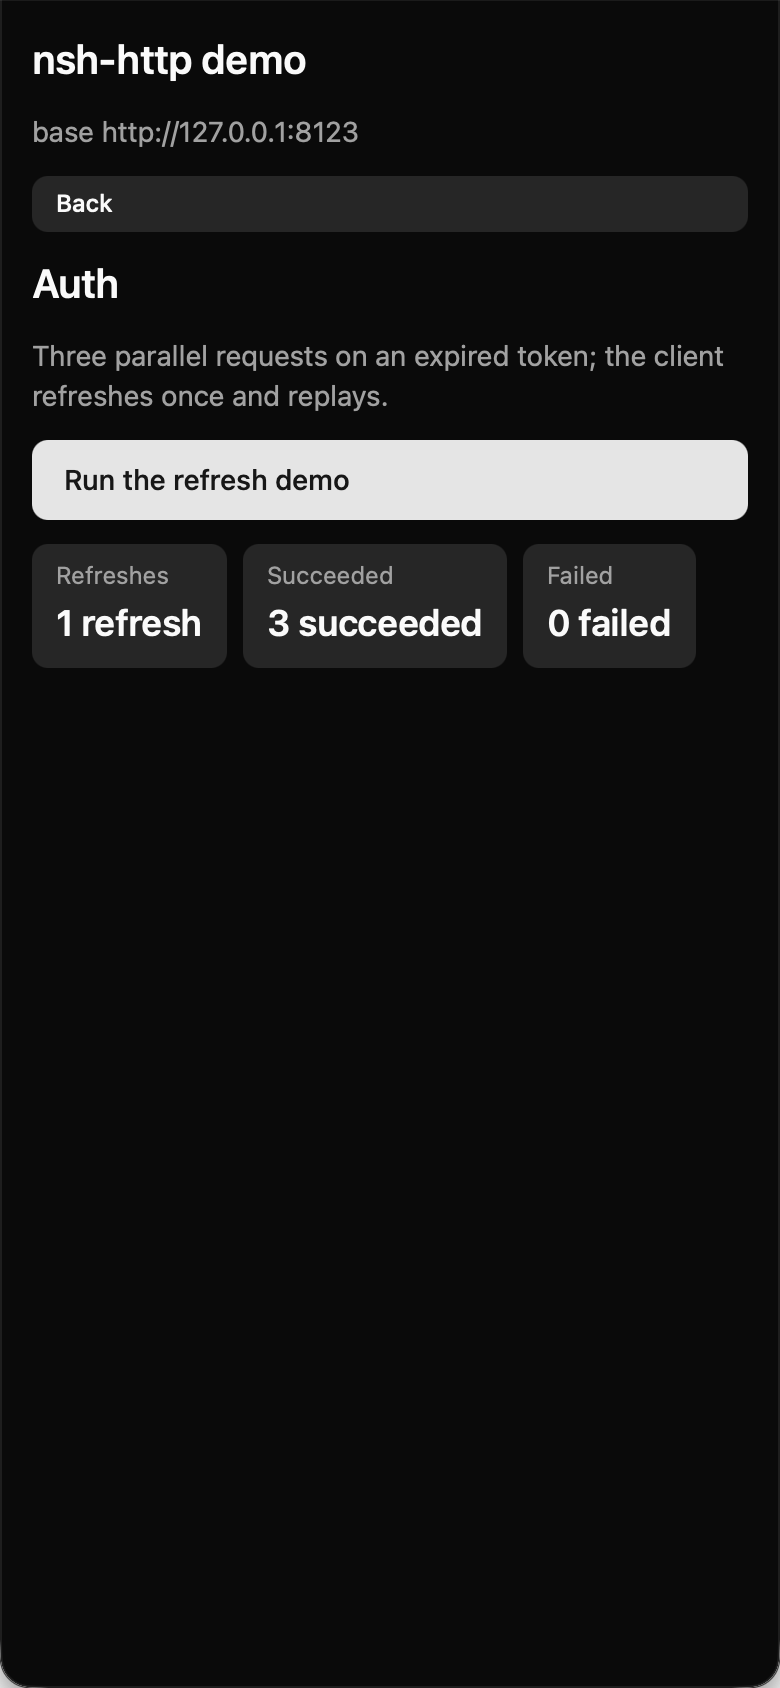 nsh-http demo
base http://127.0.0.1:8123
Back
Auth
Three parallel requests on an expired token; the client
refreshes once and replays.
Run the refresh demo
Refreshes
1 refresh
Succeeded
3 succeeded
Failed
0 failed